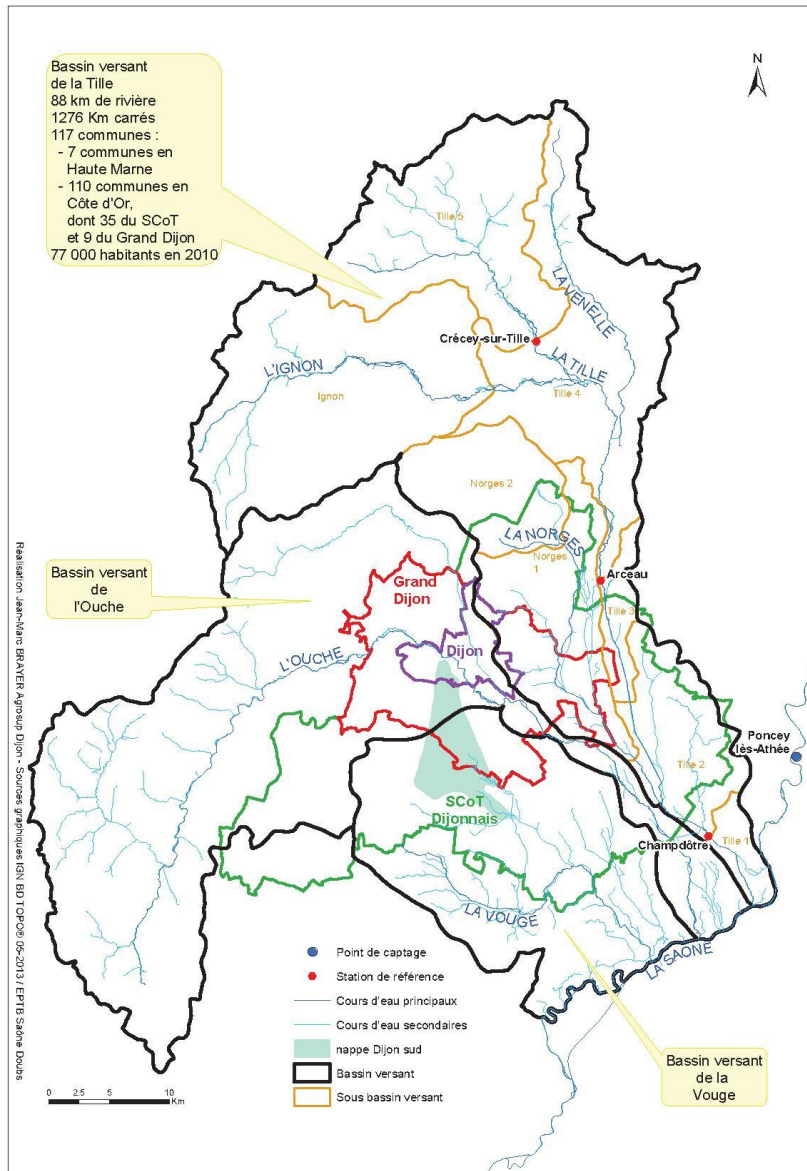 Bassin versant
de la Tille
88 km de rivière
1276 Km carrés
117 communes :
- 7 communes en
Haute Marne
- 110 communes en
Côte d'Or,
dont 35 du SCoT
et 9 du Grand Dijon
77 000 habitants en 2010
N
Tille 5
LA VENELLE
Crécey-sur-Tille
LA TILLE
L'IGNON
Ignon
Tille 4
Norges 2
LA NORGES
Norges
1
Arceau
Bassin versant
de
l'Ouche
Grand
Dijon
Tille 3
Dijon
L'OUCHE
Poncey
lès-Athée
Tille 2
SCoT
Dijonnais
Champdôtre
Tille 1
LA VOUGE
LA SAÔNE
Point de captage
Station de référence
Cours d'eau principaux
Cours d'eau secondaires
nappe Dijon sud
Bassin versant
Sous bassin versant
Bassin versant
de la
Vouge
0 2.5 5 10
Km
Réalisation Jean-Marc BRAYER Agrosup Dijon - Sources graphiques IGN BD TOPO® 05-2013 / EPTB Saône Doubs